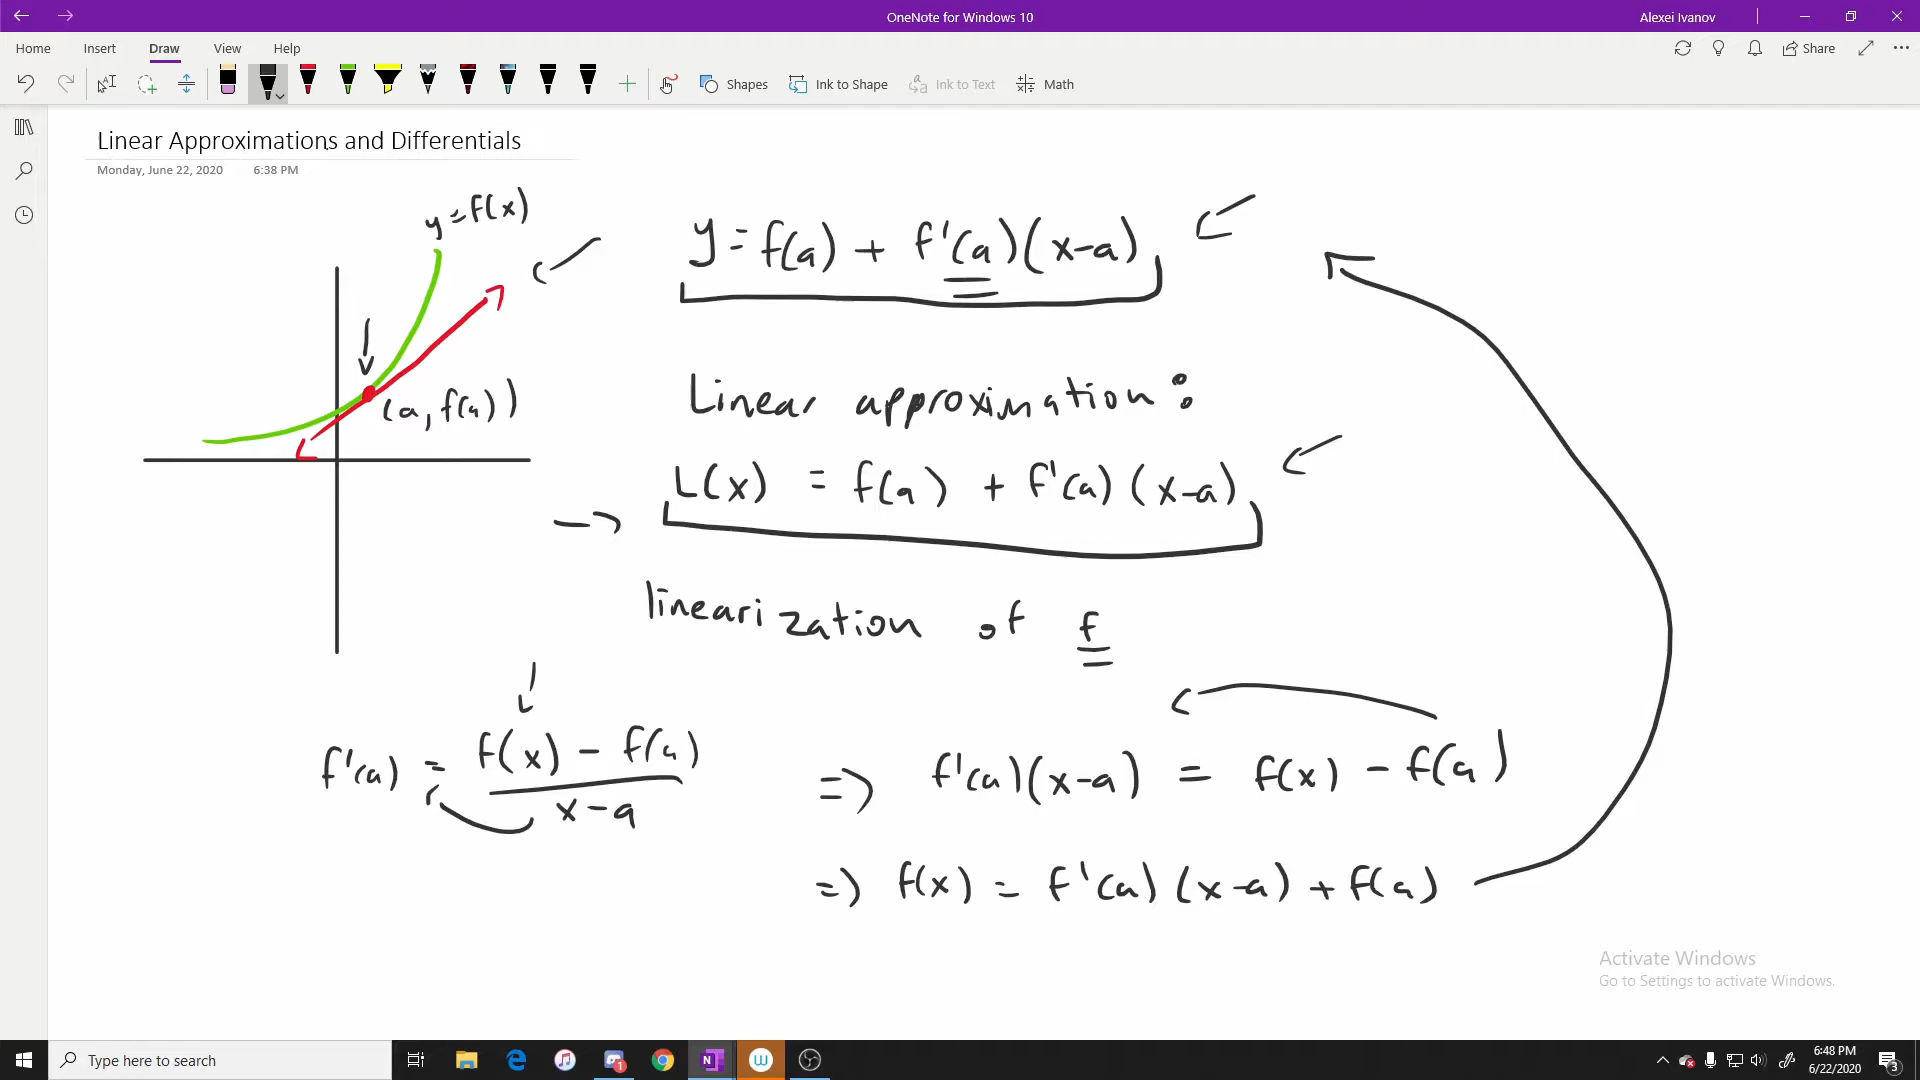 OneNote for Windows 10
Alexei Ivanov
Home Insert Draw View Help
Share
Shapes Ink to Shape Ink to Text Math
Linear Approximations and Differentials
Monday, June 22, 2020 6:38 PM
y = f(x)
y = f(a) + f'(a)(x-a)
(a, f(a))
Linear approximation:
L(x) = f(a) + f'(a)(x-a)
linearization of f
f'(a) = f(x) - f(a)
x-a
=> f'(a)(x-a) = f(x) - f(a)
=> f(x) = f'(a)(x-a) + f(a)
Activate Windows
Go to Settings to activate Windows.
Type here to search
6:48 PM
6/22/2020
3